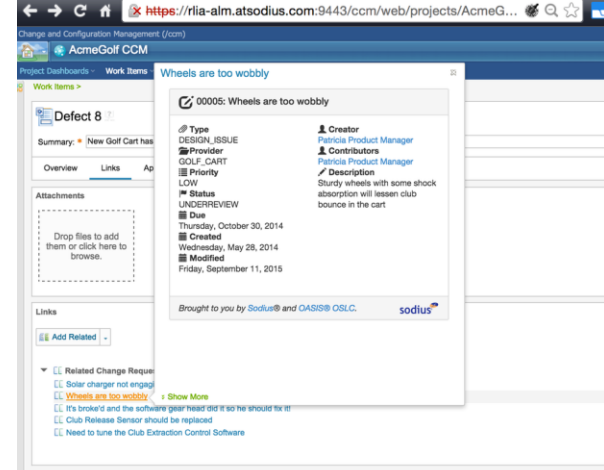 https://rlia-alm.atsodius.com:9443/ccm/web/projects/AcmeG...
Change and Configuration Management (/ccm)
AcmeGolf CCM
Project Dashboards
Work Items
Wheels are too wobbly
Work Items >
00005: Wheels are too wobbly
Defect 8
Summary: * New Golf Cart has
Overview Links Ap
Type
DESIGN_ISSUE
Provider
GOLF_CART
Priority
LOW
Status
UNDERREVIEW
Due
Thursday, October 30, 2014
Created
Wednesday, May 28, 2014
Modified
Friday, September 11, 2015
Creator
Patricia Product Manager
Contributors
Patricia Product Manager
Description
Sturdy wheels with some shock
absorption will lessen club
bounce in the cart
Attachments
Drop files to add
them or click here to
browse.
Brought to you by Sodius® and OASIS® OSLC.
sodius
Links
Add Related
Related Change Reque
Solar charger not engagi
Wheels are too wobbly
Show More
It's broke'd and the software gear head did it so he should fix it!
Club Release Sensor should be replaced
Need to tune the Club Extraction Control Software